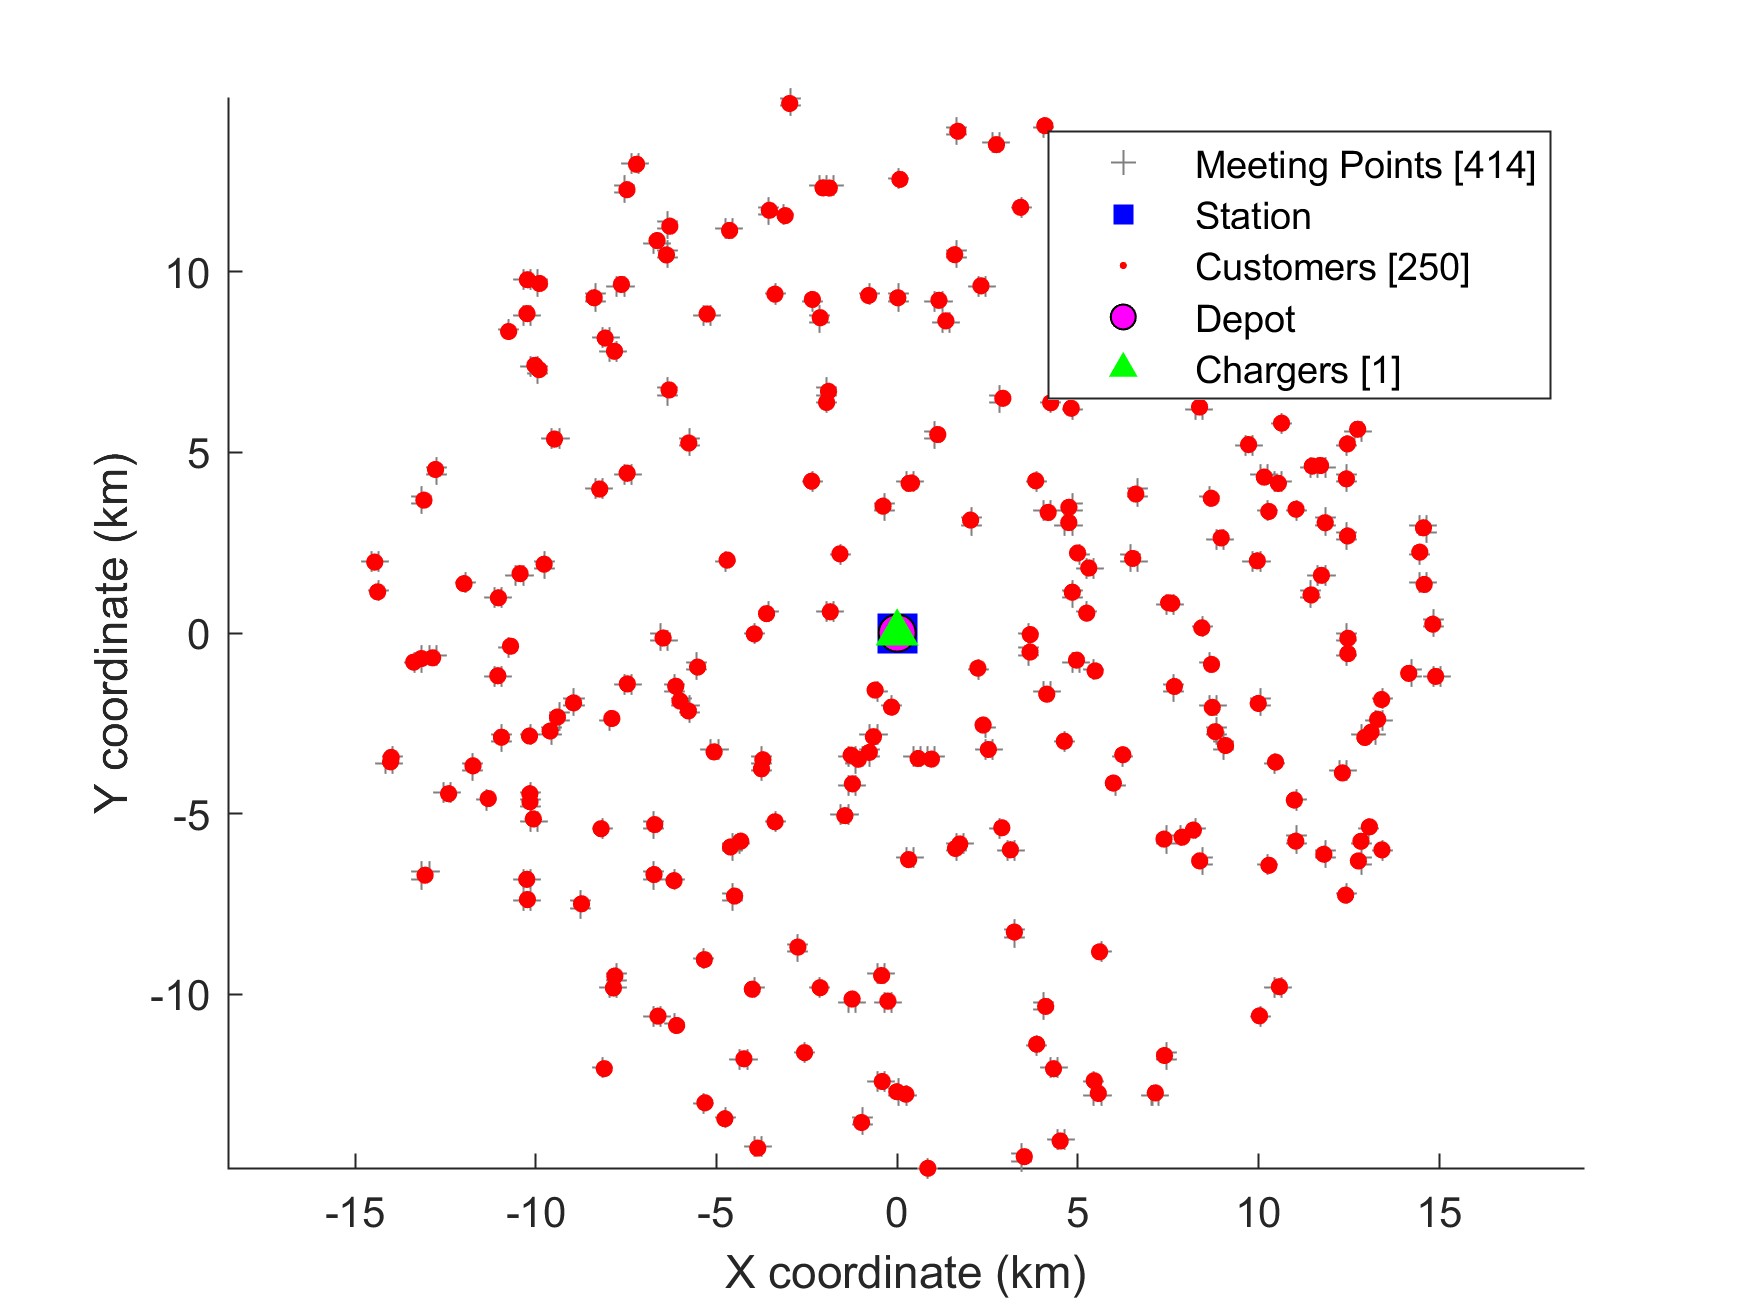 Meeting Points [414]
Station
Customers [250]
Depot
Chargers [1]
10
5
0
-5
-10
Y coordinate (km)
-15 -10 -5 0 5 10 15
X coordinate (km)